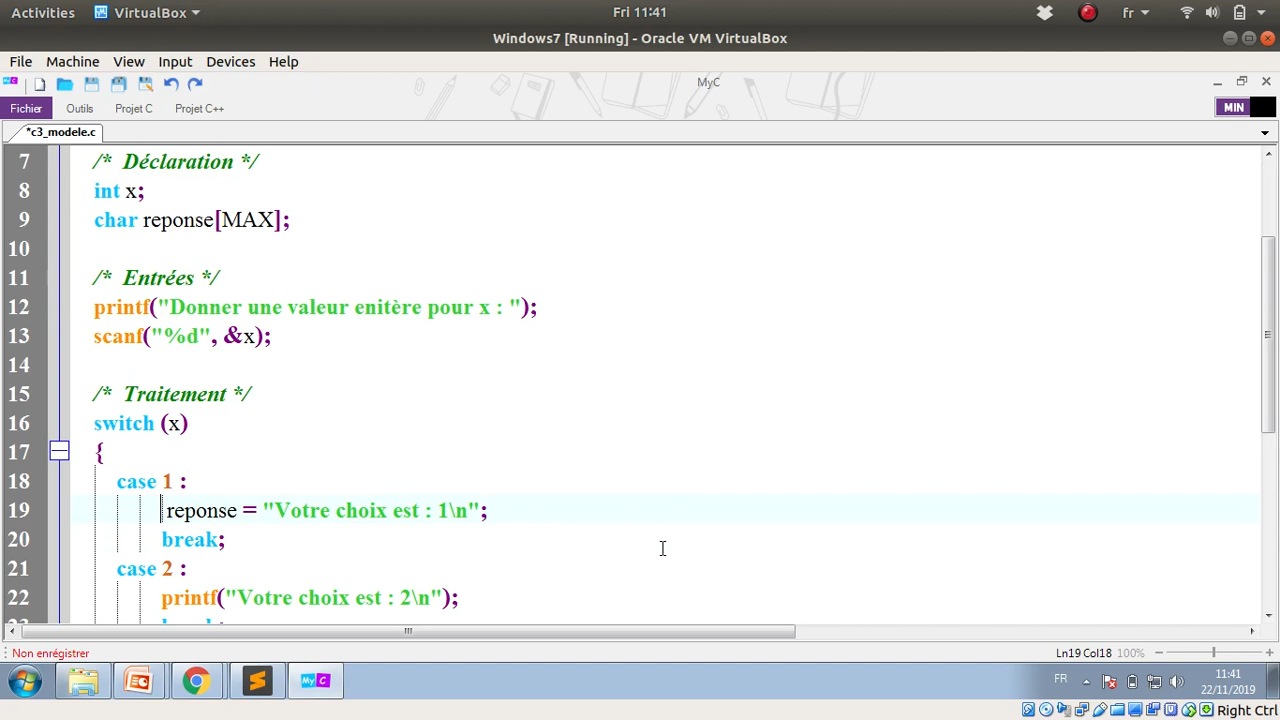 Activities VirtualBox Fri 11:41 fr
Windows7 [Running] - Oracle VM VirtualBox
File Machine View Input Devices Help
MyC MyC
Fichier Outils Projet C Projet C++ MIN
*c3_modele.c
7 /* Déclaration */
8 int x;
9 char reponse[MAX];
10
11 /* Entrées */
12 printf("Donner une valeur enitère pour x : ");
13 scanf("%d", &x);
14
15 /* Traitement */
16 switch (x)
17 {
18 case 1 :
19 reponse = "Votre choix est : 1\n";
20 break;
21 case 2 :
22 printf("Votre choix est : 2\n");
Non enrégistrer Ln19 Col18 100%
MyC FR 11:41
22/11/2019
Right Ctrl